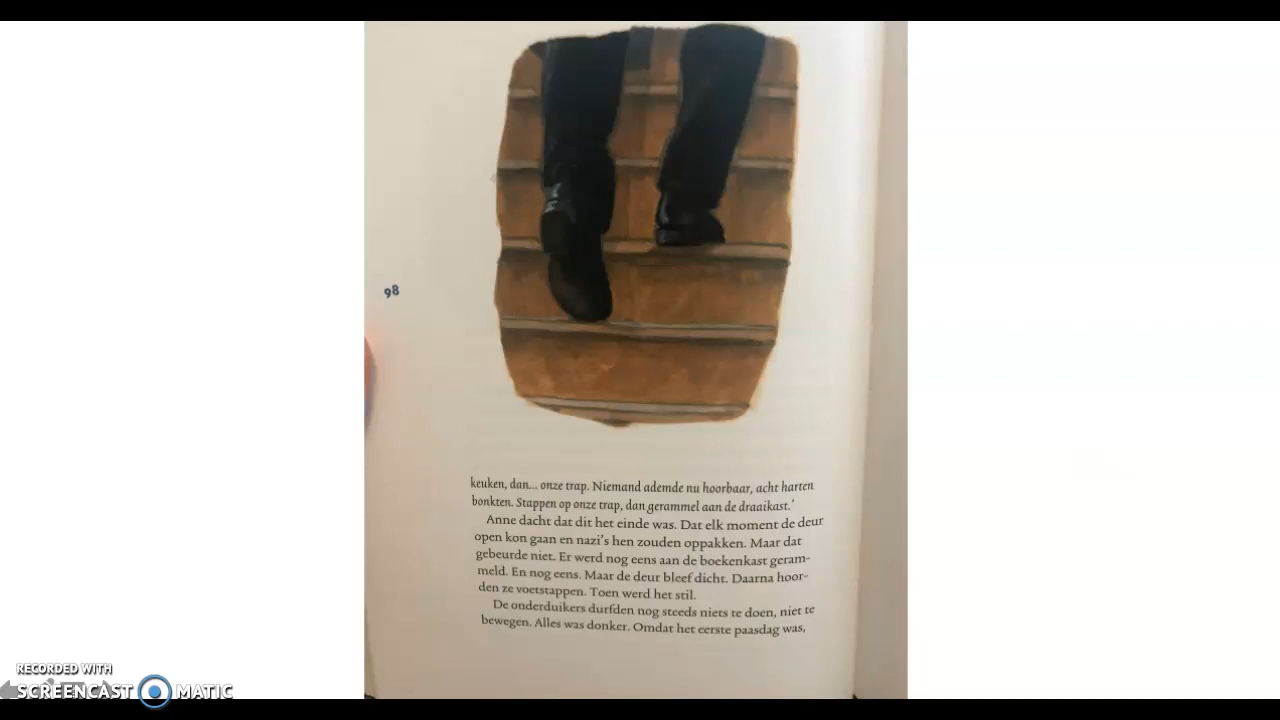 98
keuken, dan... onze trap. Niemand ademde nu hoorbaar, acht harten
bonkten. Stappen op onze trap, dan gerammel aan de draaikast.'
Anne dacht dat dit het einde was. Dat elk moment de deur
open kon gaan en nazi's hen zouden oppakken. Maar dat
gebeurde niet. Er werd nog eens aan de boekenkast geram-
meld. En nog eens. Maar de deur bleef dicht. Daarna hoor-
den ze voetstappen. Toen werd het stil.
De onderduikers durfden nog steeds niets te doen, niet te
bewegen. Alles was donker. Omdat het eerste paasdag was,
RECORDED WITH
SCREENCAST MATIC